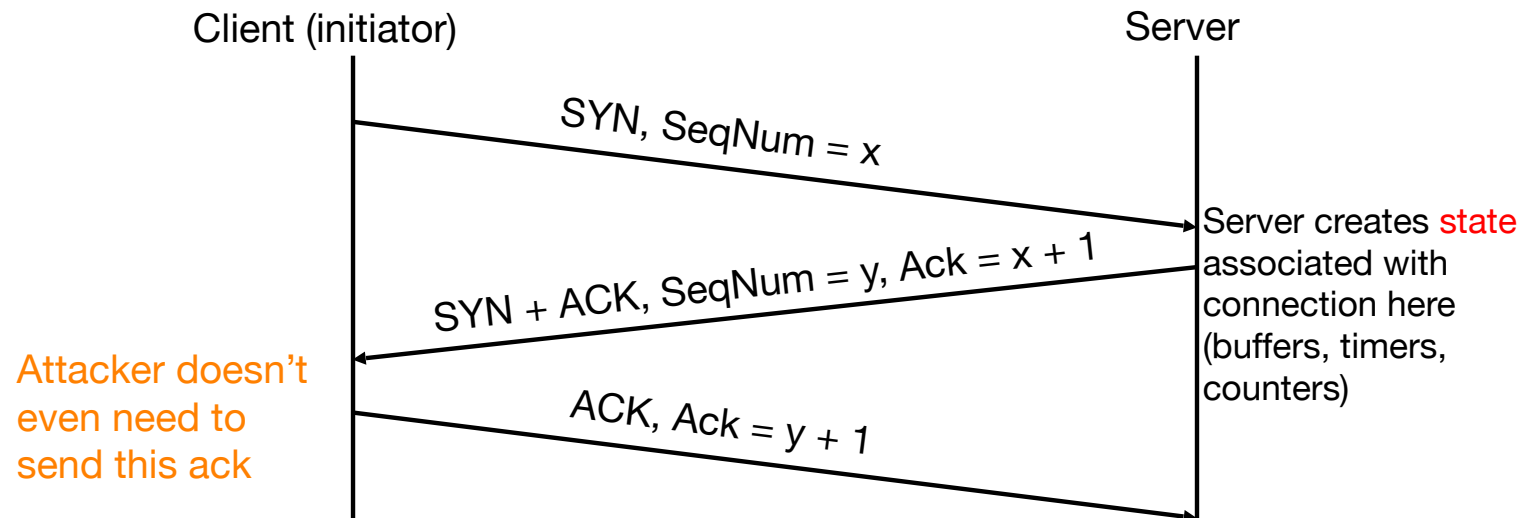 Client (initiator)
Server
SYN, SeqNum = x
Server creates state
associated with
connection here
(buffers, timers,
counters)
SYN + ACK, SeqNum = y, Ack = x + 1
Attacker doesn’t
even need to
send this ack
ACK, Ack = y + 1